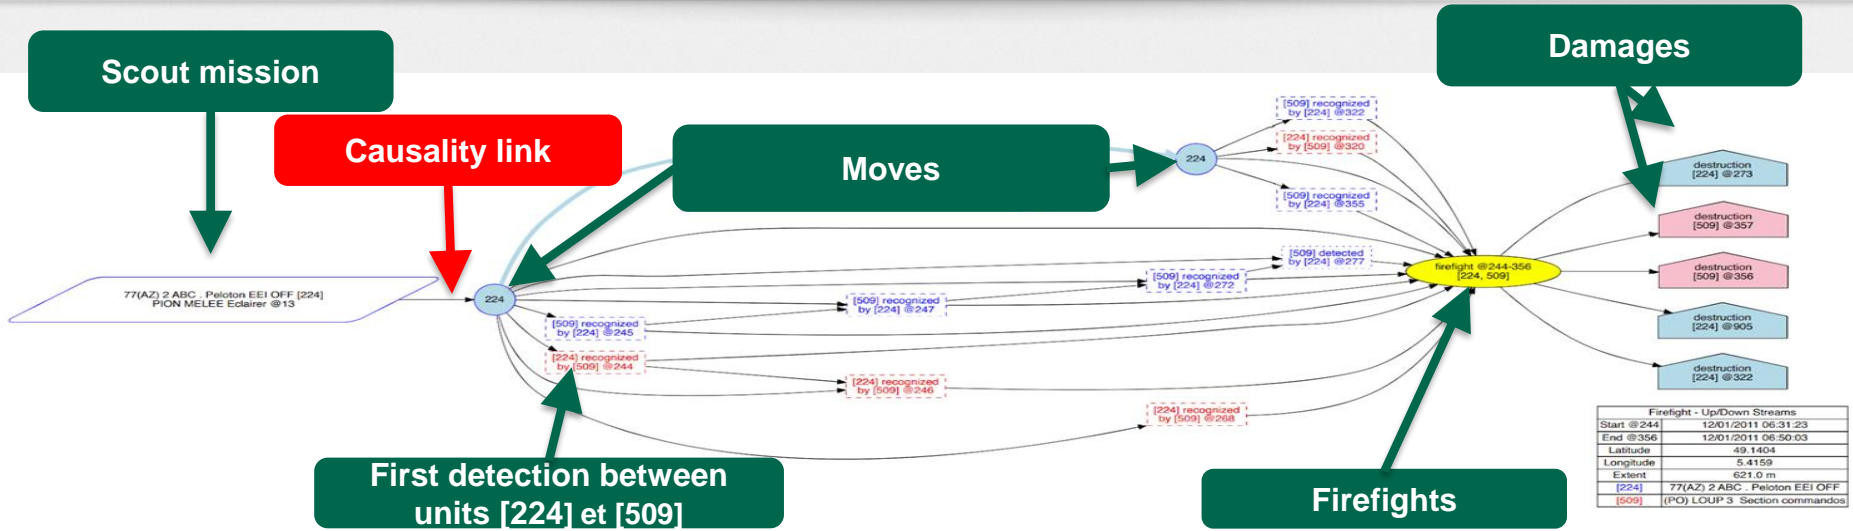 Scout mission
Causality link
Moves
Damages
77(AZ) 2 ABC . Peloton EEI OFF [224]
PION MELEE Eclairer @13
224
224
[509] recognized
by [224] @322
[224] recognized
by [509] @320
[509] recognized
by [224] @355
[509] detected
by [224] @277
[509] recognized
by [224] @272
[509] recognized
by [224] @247
[509] recognized
by [224] @245
[224] recognized
by [509] @244
[224] recognized
by [509] @246
[224] recognized
by [509] @268
firefight @244-356
[224, 509]
destruction
[224] @273
destruction
[509] @357
destruction
[509] @356
destruction
[224] @905
destruction
[224] @322
First detection between
units [224] et [509]
Firefights
Firefight - Up/Down Streams
Start @244 12/01/2011 06:31:23
End @356 12/01/2011 06:50:03
Latitude 49.1404
Longitude 5.4159
Extent 621.0 m
[224] 77(AZ) 2 ABC . Peloton EEI OFF
[509] (PO) LOUP 3 Section commandos